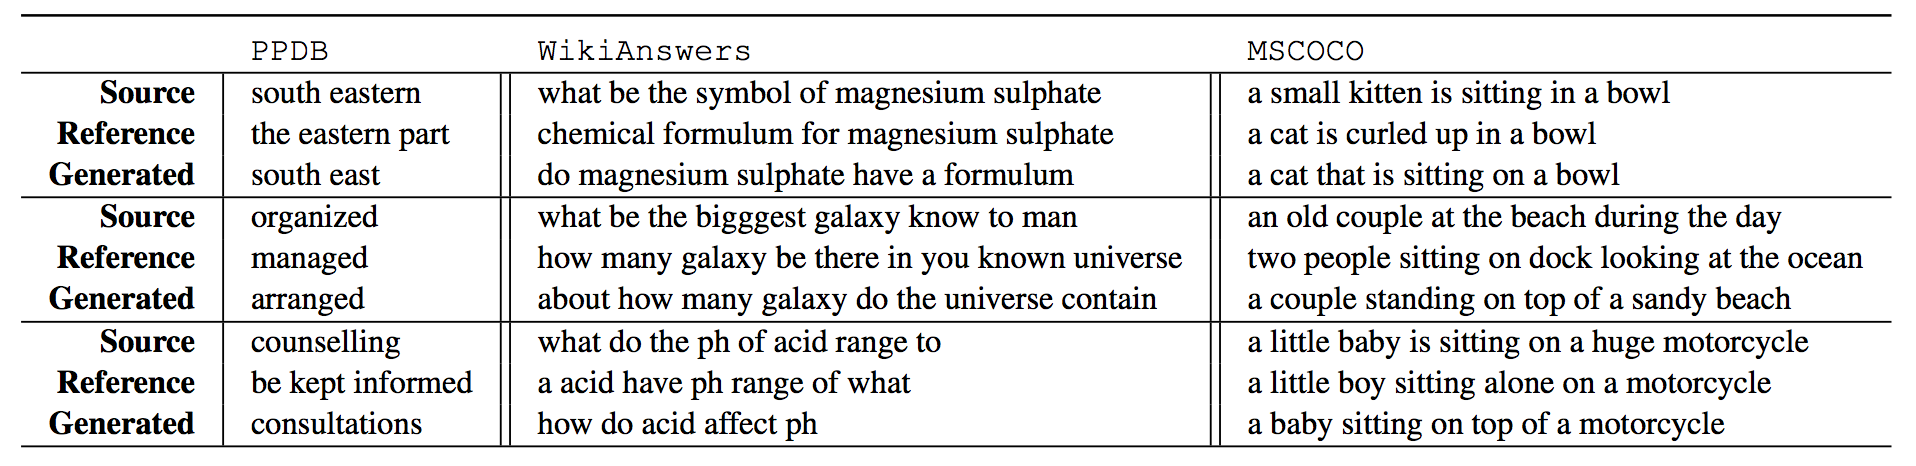 PPDB WikiAnswers MSCOCO
Source south eastern what be the symbol of magnesium sulphate a small kitten is sitting in a bowl
Reference the eastern part chemical formulum for magnesium sulphate a cat is curled up in a bowl
Generated south east do magnesium sulphate have a formulum a cat that is sitting on a bowl
Source organized what be the bigggest galaxy know to man an old couple at the beach during the day
Reference managed how many galaxy be there in you known universe two people sitting on dock looking at the ocean
Generated arranged about how many galaxy do the universe contain a couple standing on top of a sandy beach
Source counselling what do the ph of acid range to a little baby is sitting on a huge motorcycle
Reference be kept informed a acid have ph range of what a little boy sitting alone on a motorcycle
Generated consultations how do acid affect ph a baby sitting on top of a motorcycle